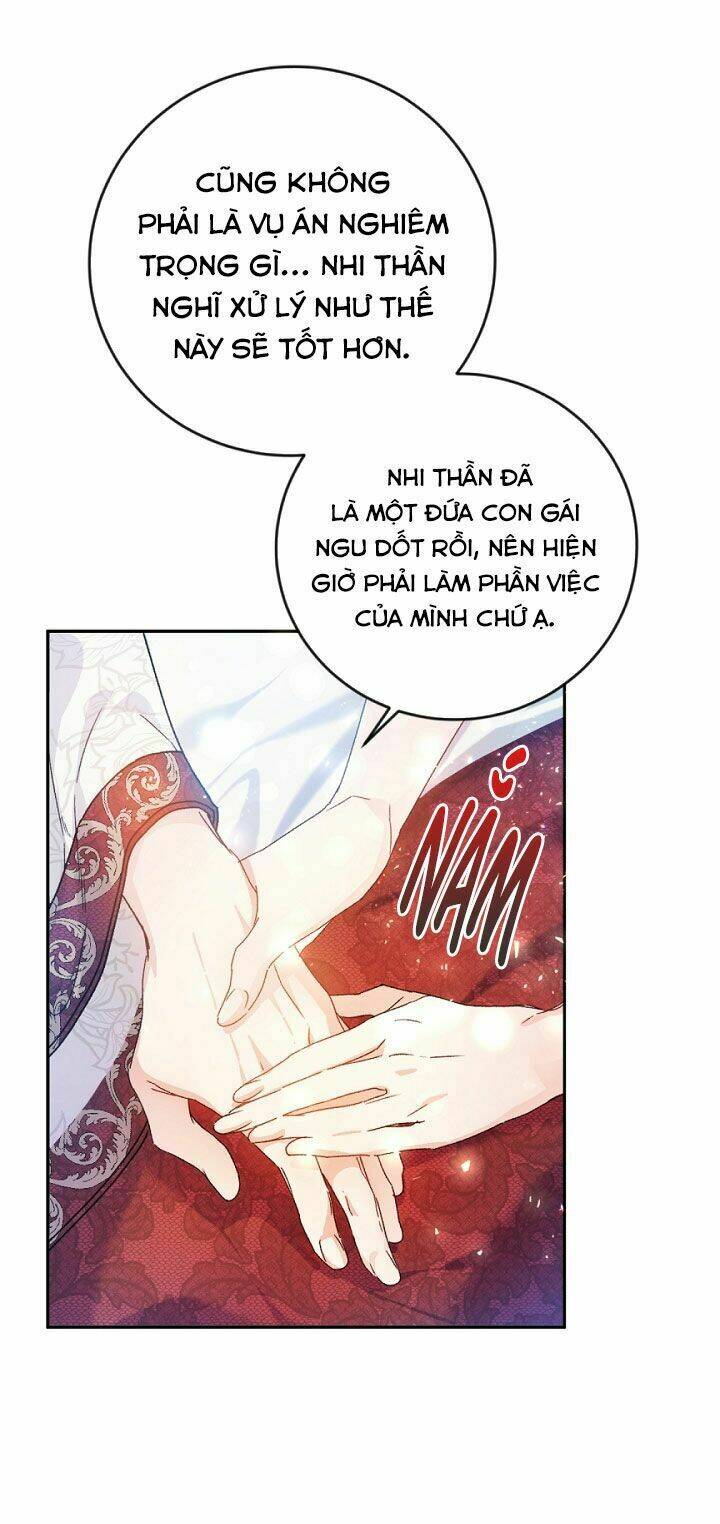 CŨNG KHÔNG
PHẢI LÀ VỤ ÁN NGHIÊM
TRỌNG GÌ... NHI THẦN
NGHĨ XỬ LÝ NHƯ THẾ
NÀY SẼ TỐT HƠN.
NHI THẦN ĐÃ
LÀ MỘT ĐỨA CON GÁI
NGU DỐT RỒI, NÊN HIỆN
GIỜ PHẢI LÀM PHẦN VIỆC
CỦA MÌNH CHỨ Ạ.
NẮM